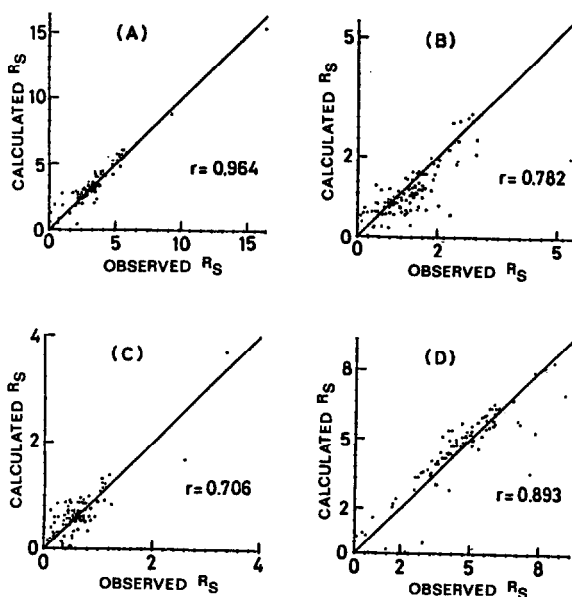 (A)
CALCULATED RS
15
10
5
0
r=0.964
0 5 10 15
OBSERVED RS
(B)
CALCULATED RS
5
2
0
r=0.782
0 2 5
OBSERVED RS
(C)
CALCULATED RS
4
2
0
r=0.706
0 2 4
OBSERVED RS
(D)
CALCULATED RS
8
5
2
0
r=0.893
0 2 5 8
OBSERVED RS